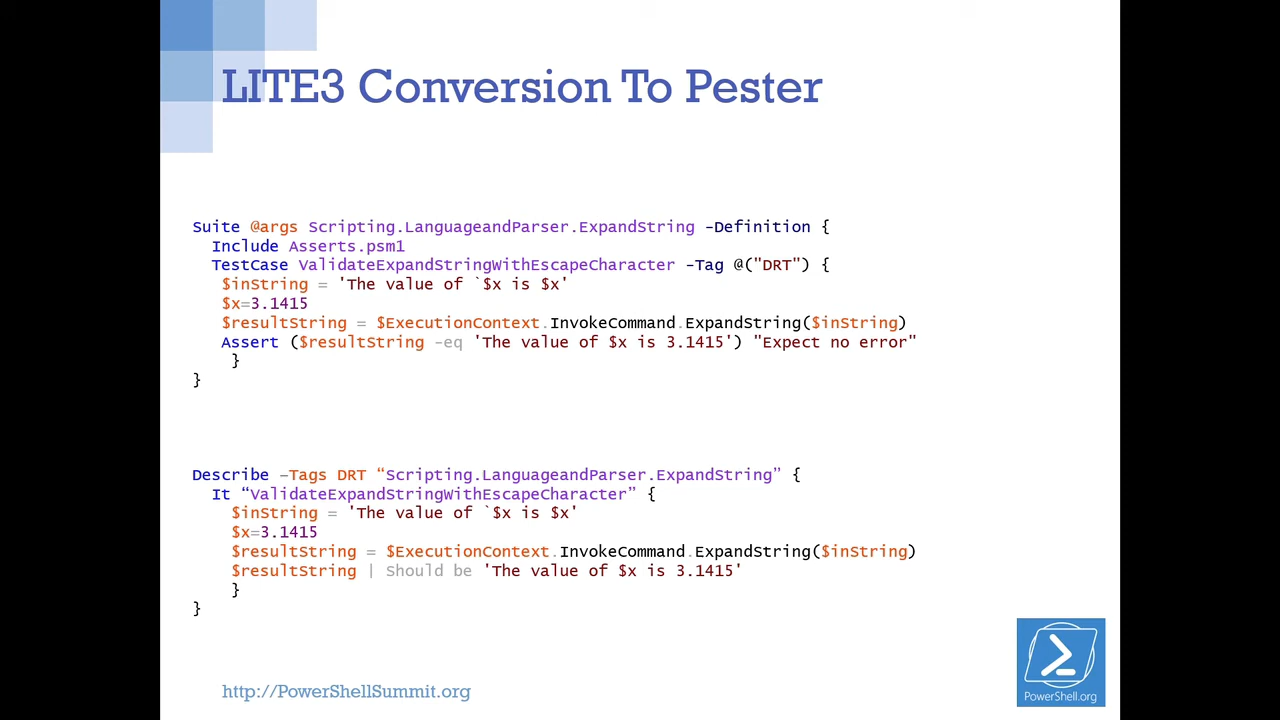 LITE3 Conversion To Pester
Suite @args Scripting.LanguageandParser.ExpandString -Definition {
Include Asserts.psm1
TestCase ValidateExpandStringWithEscapeCharacter -Tag @("DRT") {
$inString = 'The value of `$x is $x'
$x=3.1415
$resultString = $ExecutionContext.InvokeCommand.ExpandString($inString)
Assert ($resultString -eq 'The value of $x is 3.1415') "Expect no error"
}
}
Describe –Tags DRT “Scripting.LanguageandParser.ExpandString” {
It “ValidateExpandStringWithEscapeCharacter” {
$inString = 'The value of `$x is $x'
$x=3.1415
$resultString = $ExecutionContext.InvokeCommand.ExpandString($inString)
$resultString | Should be 'The value of $x is 3.1415'
}
}
http://PowerShellSummit.org
PowerShell.org